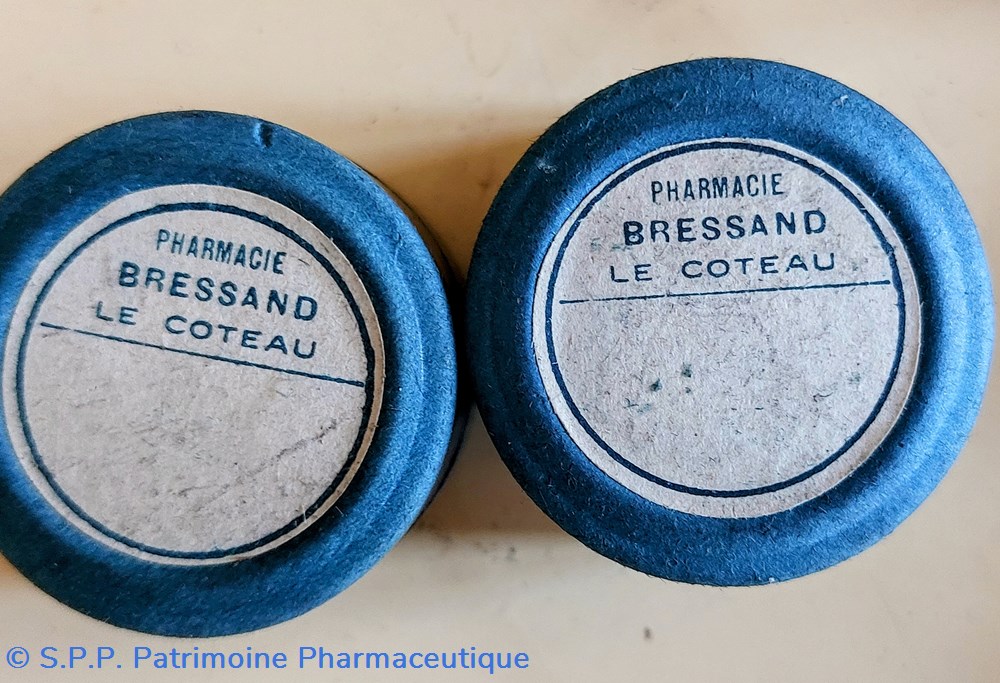 PHARMACIE
BRESSAND
LE COTEAU
PHARMACIE
BRESSAND
LE COTEAU
© S.P.P. Patrimoine Pharmaceutique